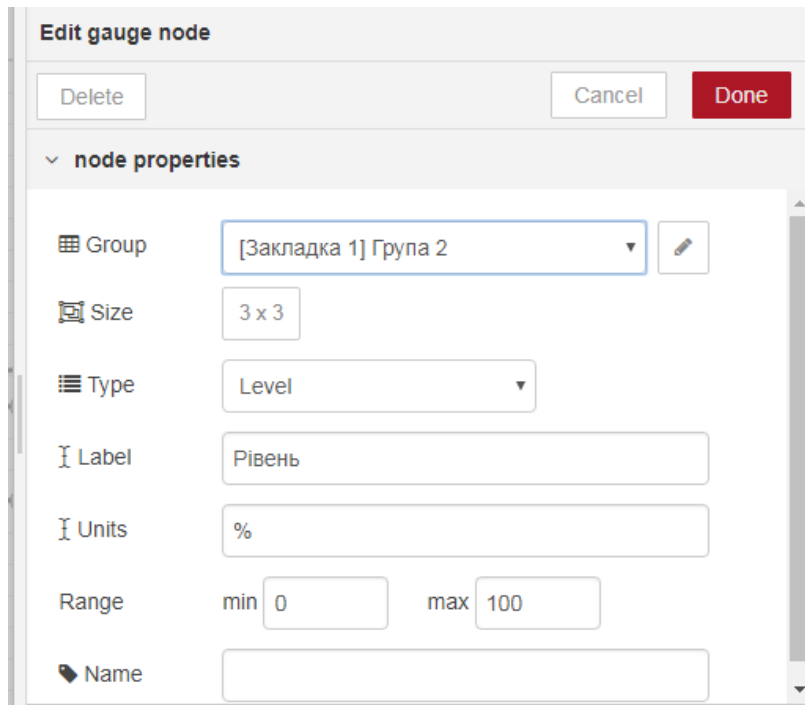 Edit gauge node
Delete Cancel Done
node properties
Group [Закладка 1] Група 2
Size 3 x 3
Type Level
Label Рівень
Units %
Range min 0 max 100
Name